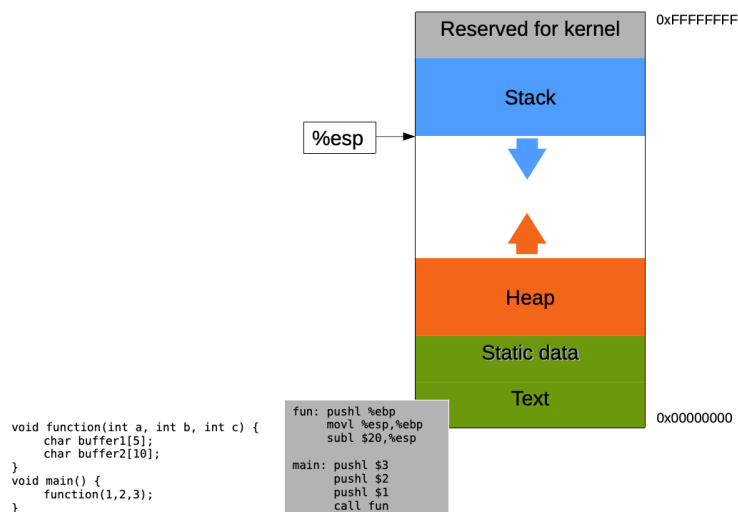 Reserved for kernel
0xFFFFFFFF
Stack
%esp
Heap
Static data
Text
0x00000000
void function(int a, int b, int c) {
     char buffer1[5];
     char buffer2[10];
}
void main() {
     function(1,2,3);
}
fun: pushl %ebp
     movl %esp,%ebp
     subl $20,%esp
main: pushl $3
      pushl $2
      pushl $1
      call fun